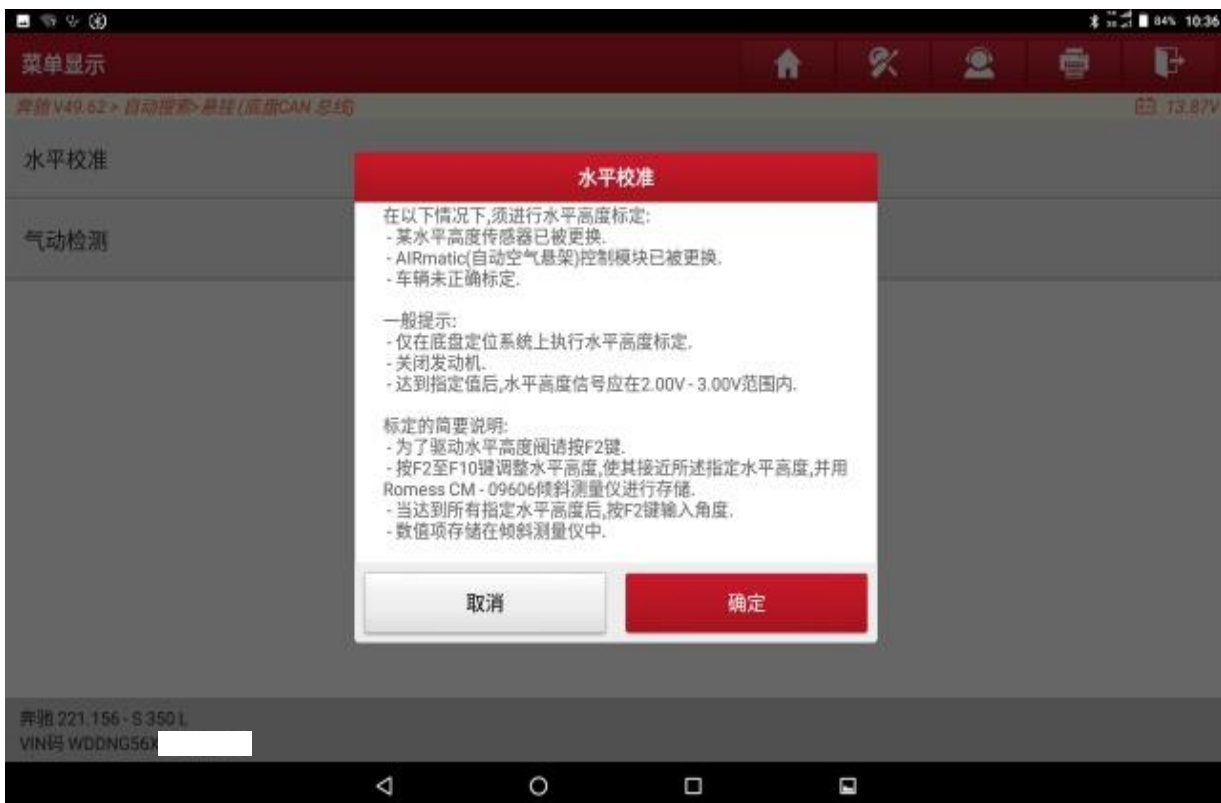 84% 10:36
菜单显示
奔驰 V49.62 > 自动搜索>悬挂 (底盘CAN 总线)
13.87V
水平校准
气动检测
水平校准
在以下情况下,须进行水平高度标定:
- 某水平高度传感器已被更换.
- AIRmatic(自动空气悬架)控制模块已被更换.
- 车辆未正确标定.
一般提示:
- 仅在底盘定位系统上执行水平高度标定.
- 关闭发动机.
- 达到指定值后,水平高度信号应在2.00V - 3.00V范围内.
标定的简要说明:
- 为了驱动水平高度阀请按F2键.
- 按F2至F10键调整水平高度,使其接近所述指定水平高度,并用
Romess CM - 09606倾斜测量仪进行存储.
- 当达到所有指定水平高度后,按F2键输入角度.
- 数值项存储在倾斜测量仪中.
取消
确定
奔驰 221.156 - S 350 L
VIN码 WDDNG56X